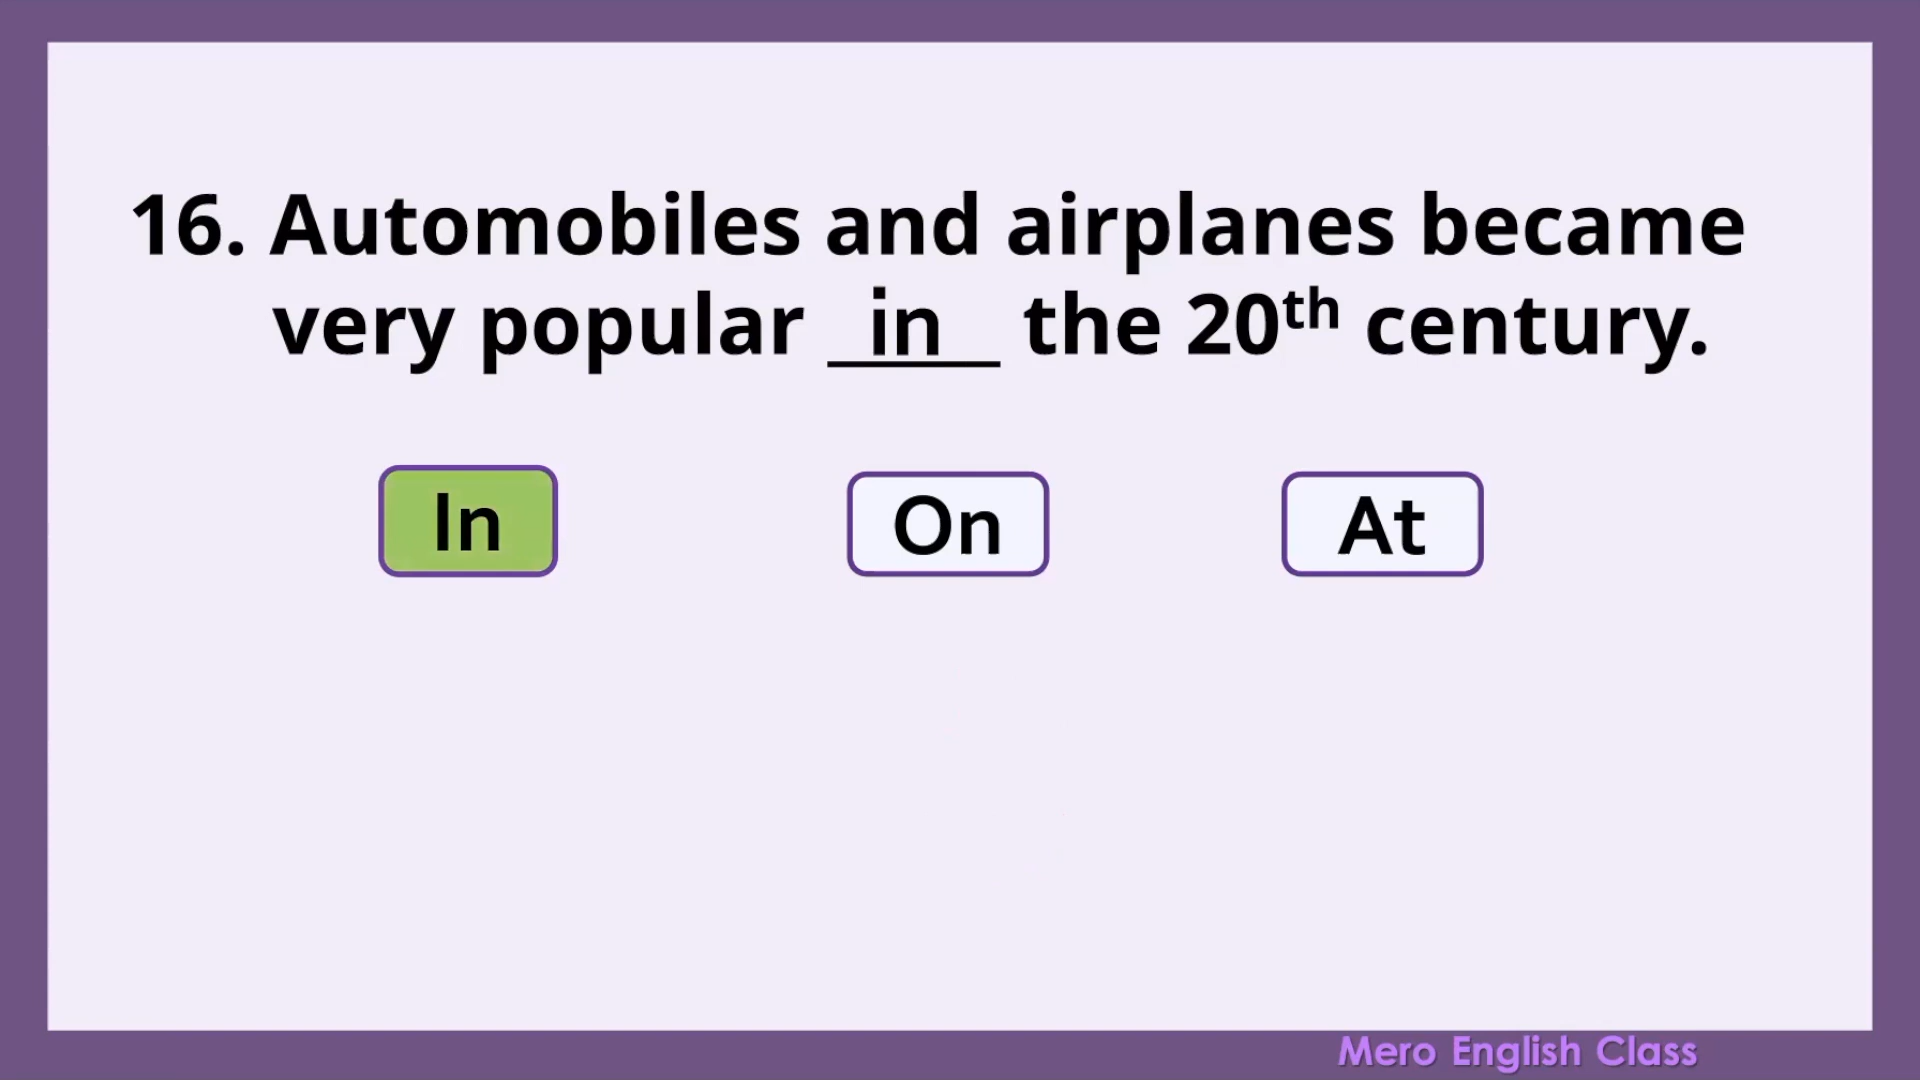 16. Automobiles and airplanes became
very popular in the 20th century.
In
On
At
Mero English Class